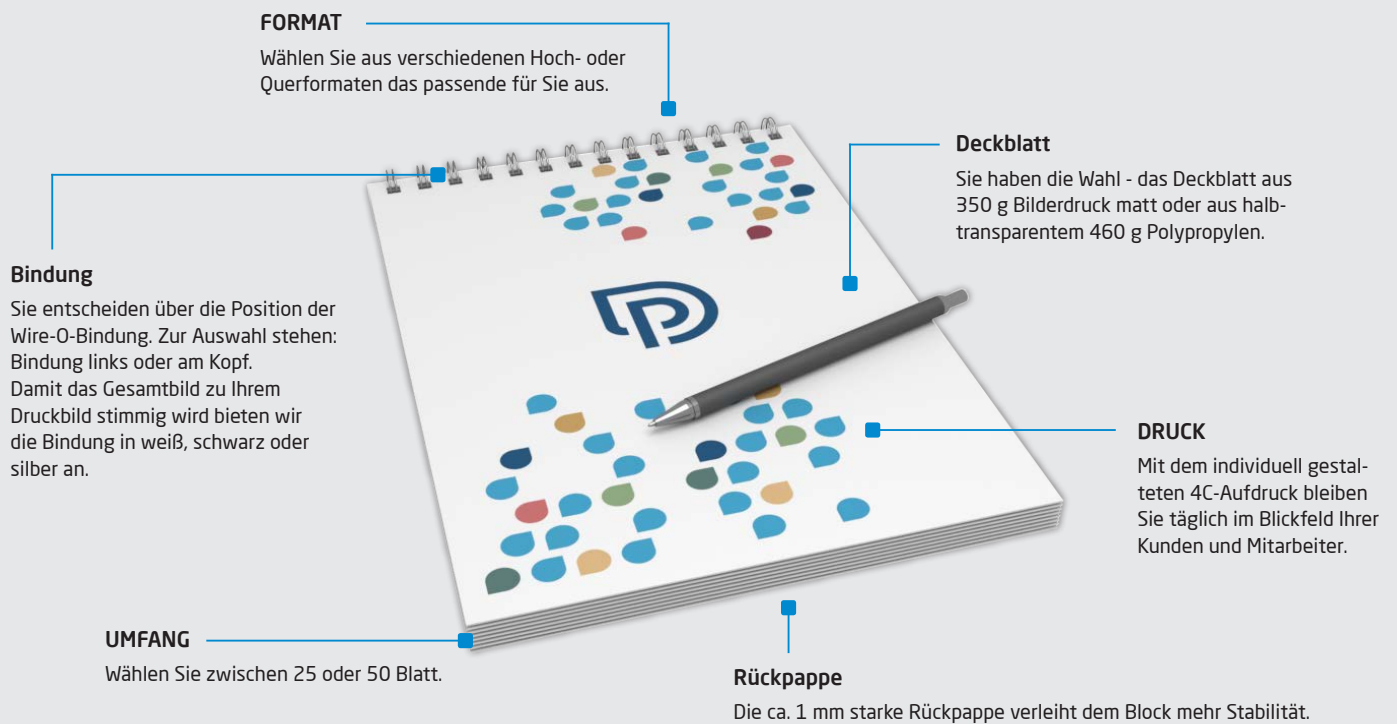 FORMAT
Wählen Sie aus verschiedenen Hoch- oder
Querformaten das passende für Sie aus.
Deckblatt
Sie haben die Wahl - das Deckblatt aus
350 g Bilderdruck matt oder aus halb-
transparentem 460 g Polypropylen.
Bindung
Sie entscheiden über die Position der
Wire-O-Bindung. Zur Auswahl stehen:
Bindung links oder am Kopf.
Damit das Gesamtbild zu Ihrem
Druckbild stimmig wird bieten wir
die Bindung in weiß, schwarz oder
silber an.
DRUCK
Mit dem individuell gestal-
teten 4C-Aufdruck bleiben
Sie täglich im Blickfeld Ihrer
Kunden und Mitarbeiter.
UMFANG
Wählen Sie zwischen 25 oder 50 Blatt.
Rückpappe
Die ca. 1 mm starke Rückpappe verleiht dem Block mehr Stabilität.